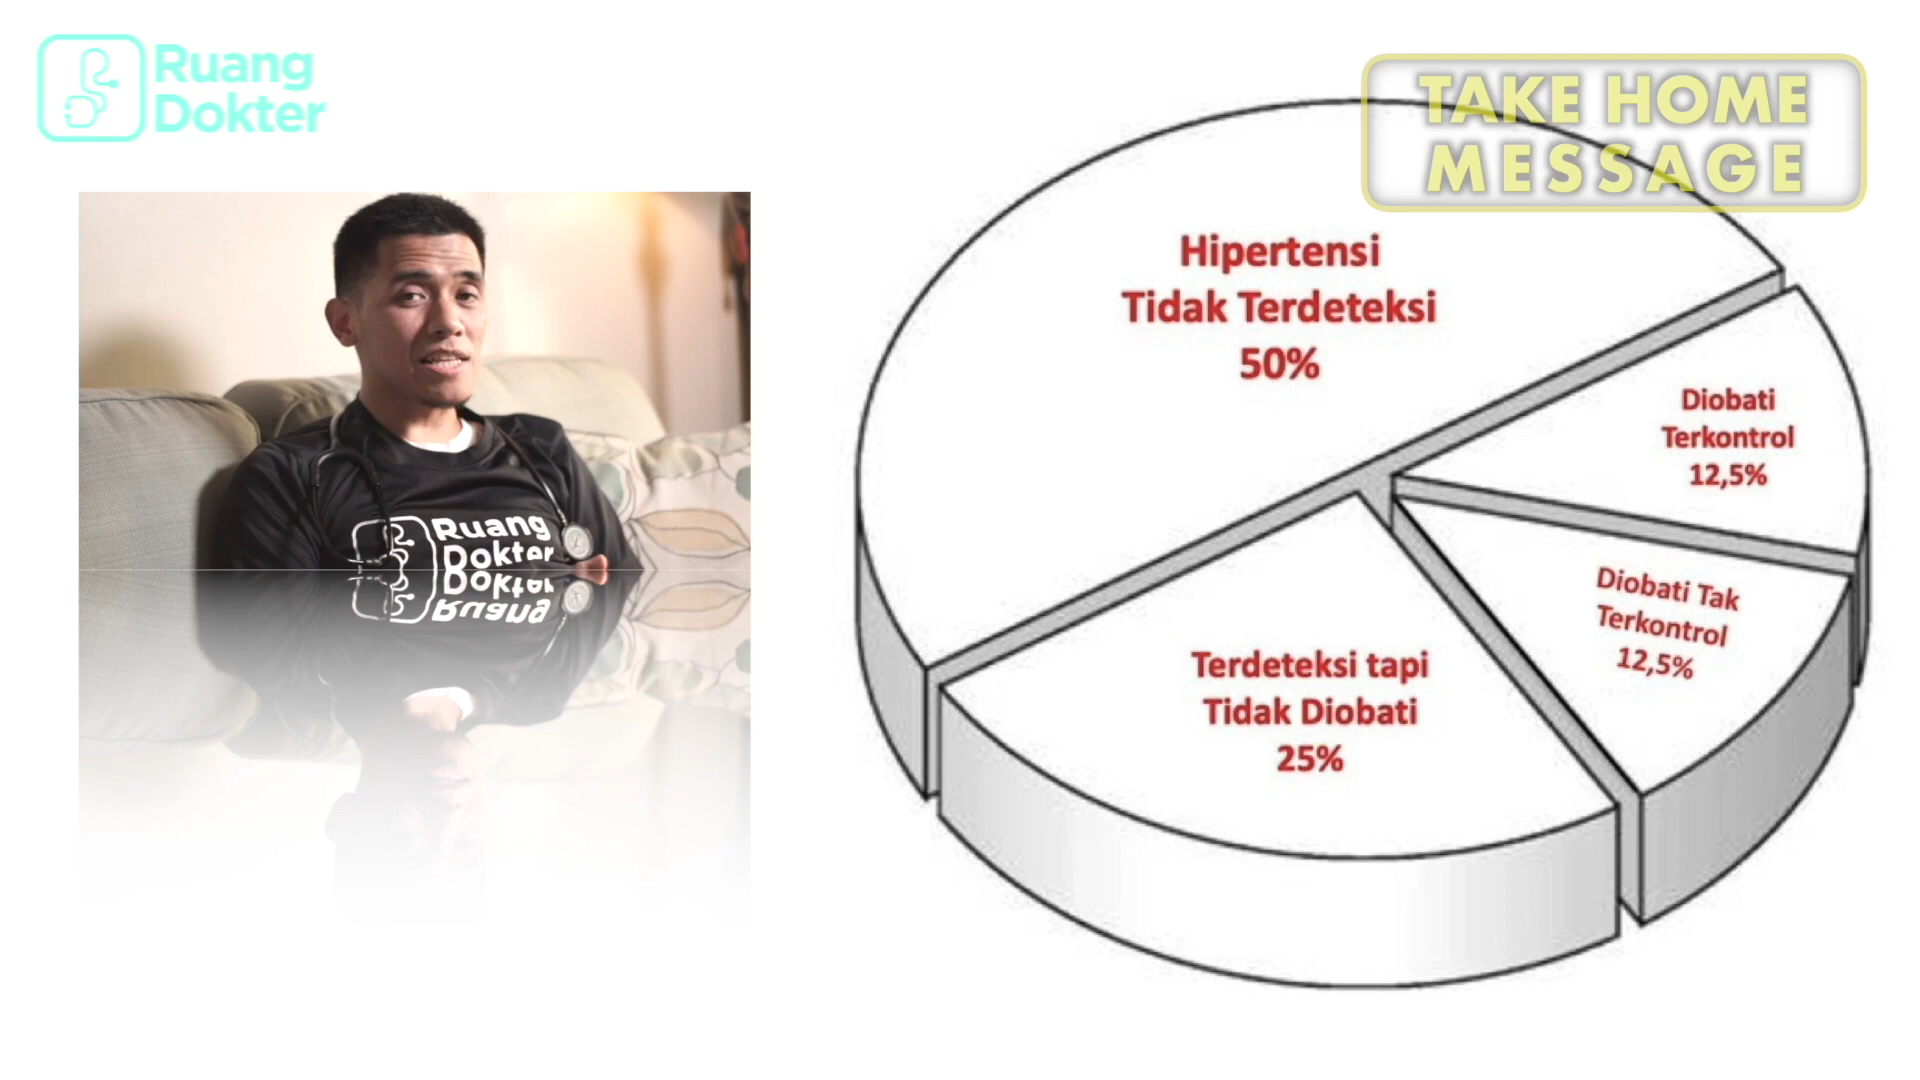 Ruang
Dokter
TAKE HOME
MESSAGE
Hipertensi
Tidak Terdeteksi
50%
Diobati
Terkontrol
12,5%
Diobati Tak
Terkontrol
12,5%
Terdeteksi tapi
Tidak Diobati
25%
Ruang
Dokter